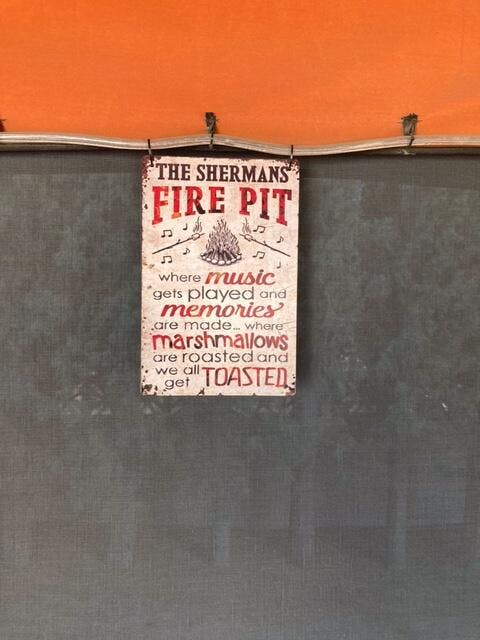 THE SHERMANS
FIRE PIT
where music
gets played and
memories
are made... where
marshmallows
are roasted and
we all
get TOASTED